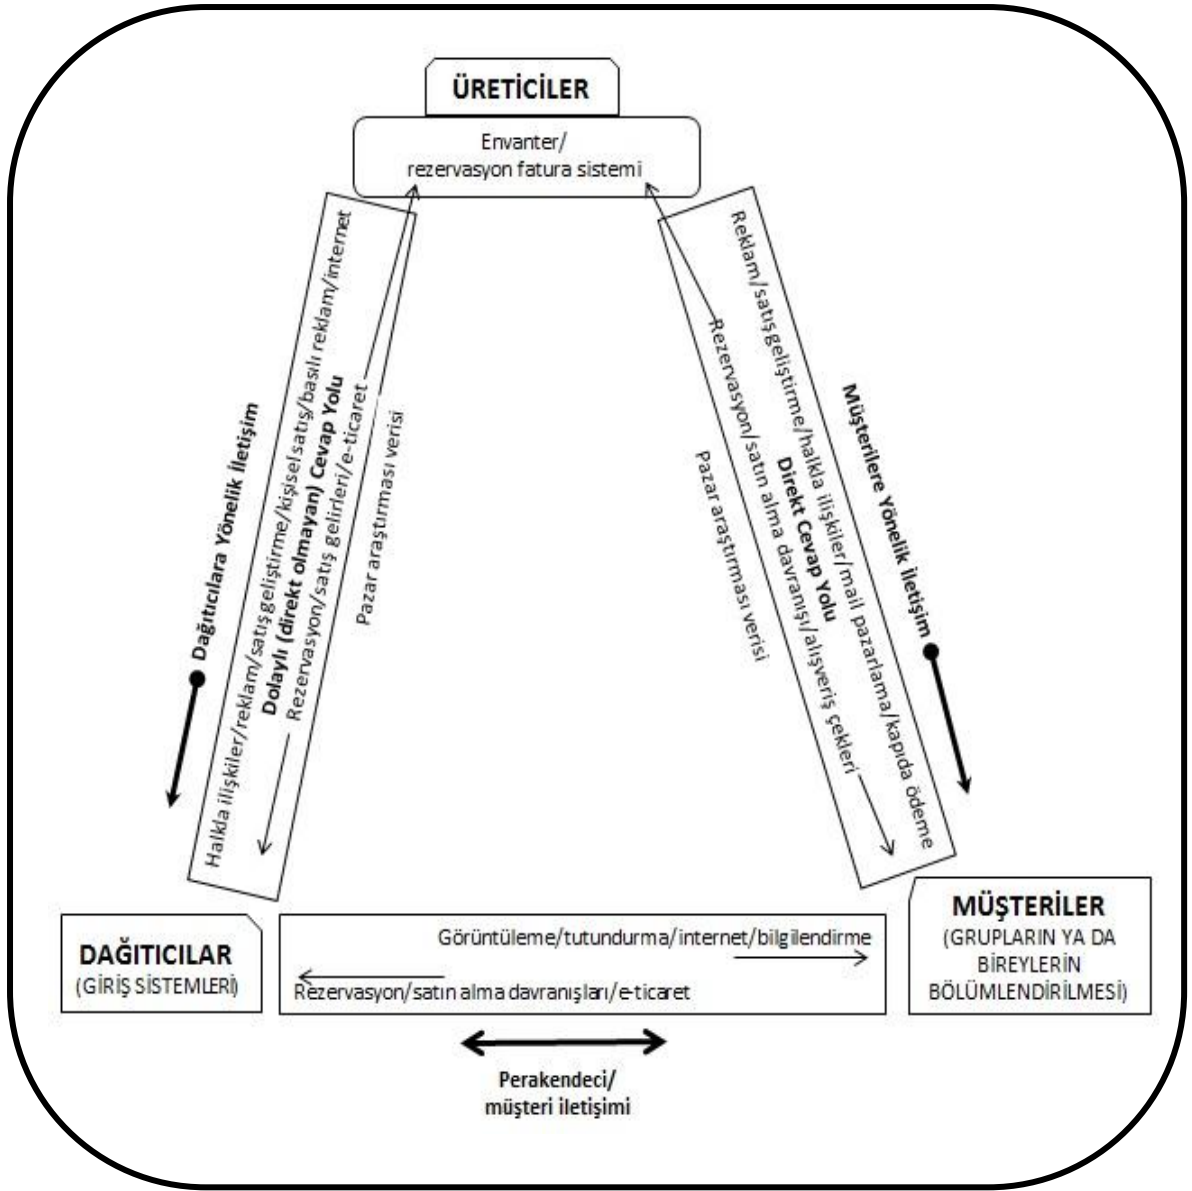 ÜRETİCİLER
Envanter/
rezervasyon fatura sistemi
Dağıtıcılara Yönelik İletişim
Halkla ilişkiler/reklam/satış geliştirme/kişisel satış/basılı reklam/internet
Dolaylı (direkt olmayan) Cevap Yolu
Rezervasyon/satış gelirleri/e-ticaret
Pazar araştırması verisi
Müşterilere Yönelik İletişim
Reklam/satış geliştirme/halkla ilişkiler/mail pazarlama/kapıda ödeme
Direkt Cevap Yolu
Rezervasyon/satın alma davranışı/alışveriş çekleri
Pazar araştırması verisi
DAĞITICILAR
(GİRİŞ SİSTEMLERİ)
Görüntüleme/tutundurma/internet/bilgilendirme
Rezervasyon/satın alma davranışları/e-ticaret
MÜŞTERİLER
(GRUPLARIN YA DA
BİREYLERİN
BÖLÜMLENDİRİLMESİ)
Perakendeci/
müşteri iletişimi